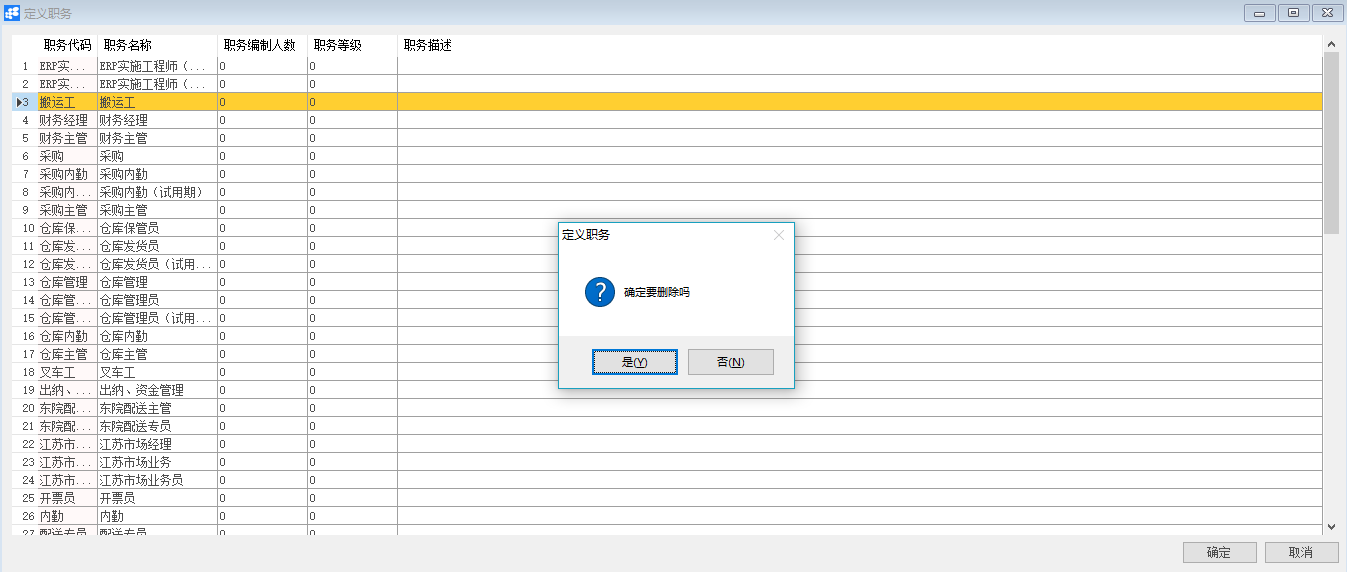 定义职务
职务代码 职务名称 职务编制人数 职务等级 职务描述
1 ERP实... ERP实施工程师（... 0 0
2 ERP实... ERP实施工程师（... 0 0
3 搬运工 搬运工 0 0
4 财务经理 财务经理 0 0
5 财务主管 财务主管 0 0
6 采购 采购 0 0
7 采购内勤 采购内勤 0 0
8 采购内... 采购内勤（试用期） 0 0
9 采购主管 采购主管 0 0
10 仓库保... 仓库保管员 0 0
11 仓库发... 仓库发货员 0 0
12 仓库发... 仓库发货员（试用... 0 0
13 仓库管理 仓库管理 0 0
14 仓库管... 仓库管理员 0 0
15 仓库管... 仓库管理员（试用... 0 0
16 仓库内勤 仓库内勤 0 0
17 仓库主管 仓库主管 0 0
18 叉车工 叉车工 0 0
19 出纳、... 出纳、资金管理 0 0
20 东院配... 东院配送主管 0 0
21 东院配... 东院配送专员 0 0
22 江苏市... 江苏市场经理 0 0
23 江苏市... 江苏市场业务 0 0
24 江苏市... 江苏市场业务员 0 0
25 开票员 开票员 0 0
26 内勤 内勤 0 0
27 配送专员 配送专员 0 0
定义职务
确定要删除吗
是(Y) 否(N)
确定 取消